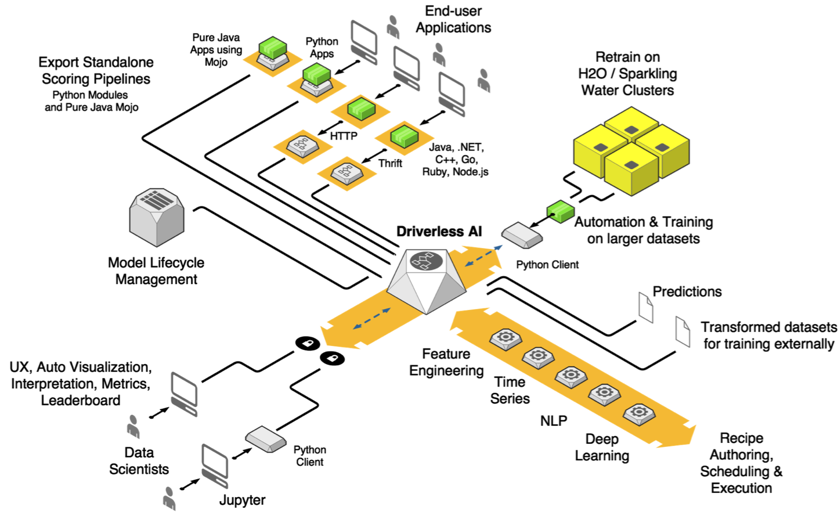 End-user
Applications
Pure Java
Apps using
Mojo
Python
Apps
Export Standalone
Scoring Pipelines
Python Modules
and Pure Java Mojo
Retrain on
H2O / Sparkling
Water Clusters
HTTP
Thrift
Java, .NET,
C++, Go,
Ruby, Node.js
Driverless AI
Automation & Training
on larger datasets
Python Client
Model Lifecycle
Management
Predictions
Transformed datasets
for training externally
Feature
Engineering
Time
Series
NLP
Deep
Learning
Recipe
Authoring,
Scheduling &
Execution
UX, Auto Visualization,
Interpretation, Metrics,
Leaderboard
Data
Scientists
Python
Client
Jupyter